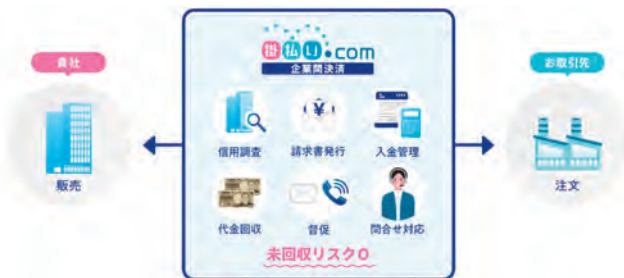 掛払い.com
企業間決済
貴社
お取引先
信用調査
請求書発行
入金管理
販売
注文
代金回収
督促
問合せ対応
未回収リスク0